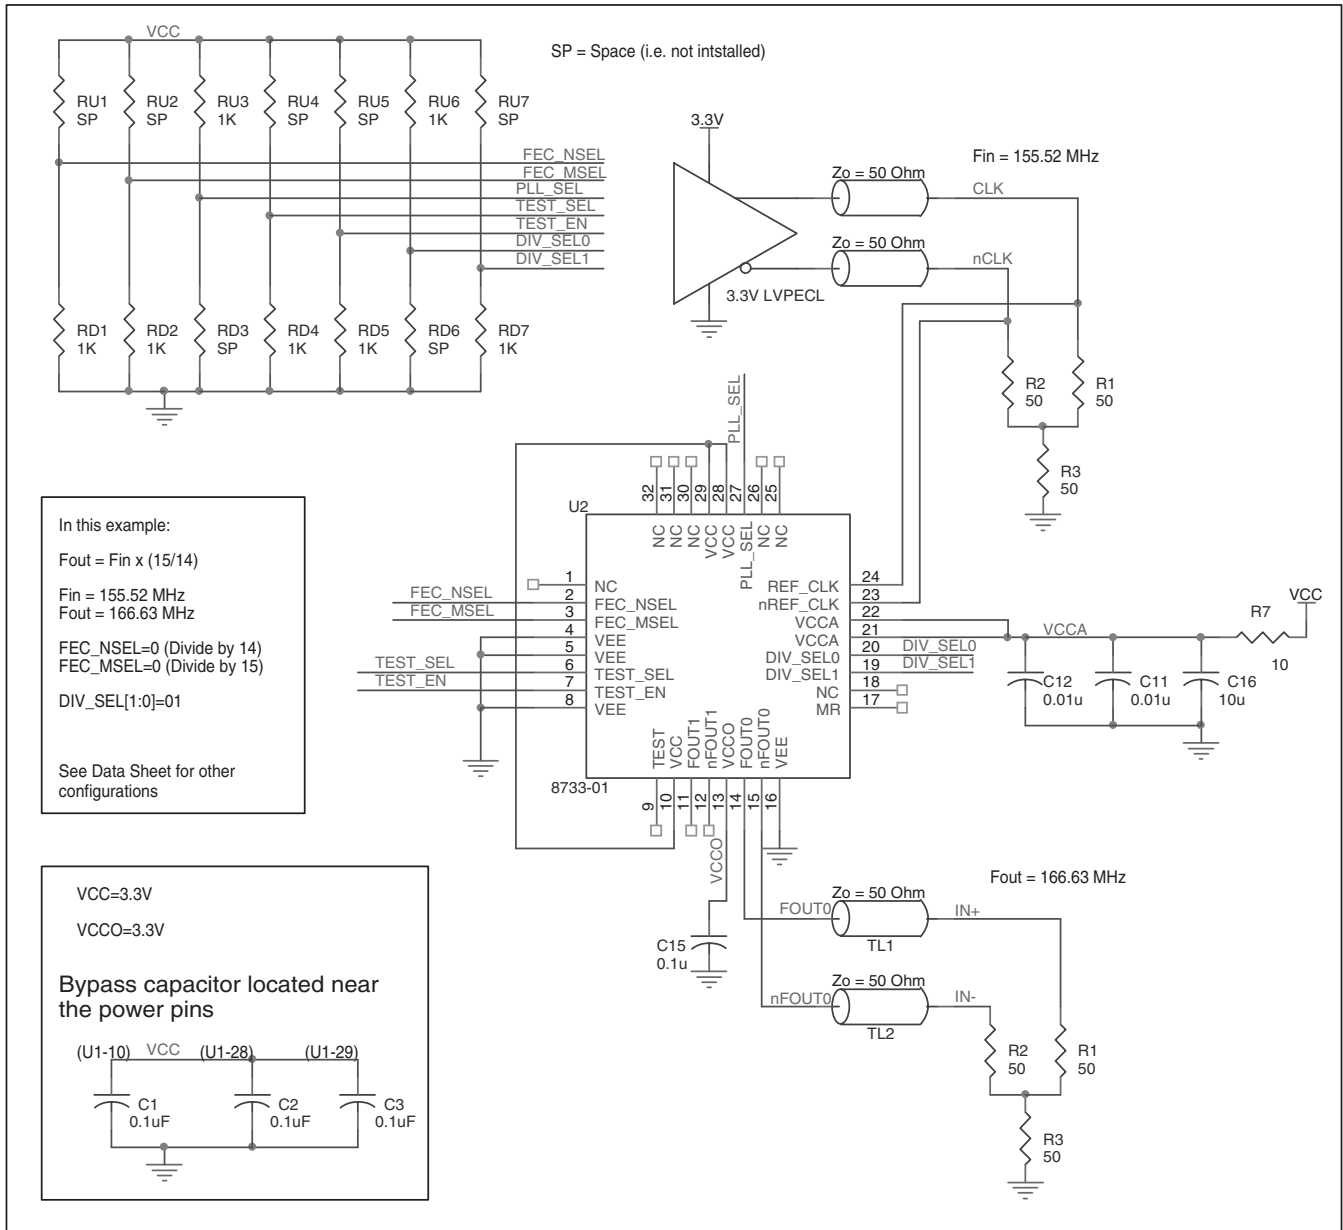 VCC
SP = Space (i.e. not intstalled)
RU1
SP
RU2
SP
RU3
1K
RU4
SP
RU5
SP
RU6
1K
RU7
SP
FEC_NSEL
FEC_MSEL
PLL_SEL
TEST_SEL
TEST_EN
DIV_SEL0
DIV_SEL1
RD1
1K
RD2
1K
RD3
SP
RD4
1K
RD5
1K
RD6
SP
RD7
1K
3.3V
3.3V LVPECL
Zo = 50 Ohm
Zo = 50 Ohm
Fin = 155.52 MHz
CLK
nCLK
R2
50
R1
50
R3
50
In this example:
Fout = Fin x (15/14)
Fin = 155.52 MHz
Fout = 166.63 MHz
FEC_NSEL=0 (Divide by 14)
FEC_MSEL=0 (Divide by 15)
DIV_SEL[1:0]=01
See Data Sheet for other
configurations
PLL_SEL
U2
32
31
30
29
28
27
26
25
NC
NC
NC
VCC
VCC
PLL_SEL
NC
NC
FEC_NSEL
FEC_MSEL
TEST_SEL
TEST_EN
1
2
3
4
5
6
7
8
NC
FEC_NSEL
FEC_MSEL
VEE
VEE
TEST_SEL
TEST_EN
VEE
REF_CLK
nREF_CLK
VCCA
VCCA
DIV_SEL0
DIV_SEL1
NC
MR
24
23
22
21
20
19
18
17
DIV_SEL0
DIV_SEL1
VCCA
R7
10
VCC
C12
0.01u
C11
0.01u
C16
10u
TEST
VCC
FOUT1
nFOUT1
VCCO
FOUT0
nFOUT0
VEE
8733-01
9
10
11
12
13
14
15
16
VCCO
C15
0.1u
Fout = 166.63 MHz
FOUT0
Zo = 50 Ohm
TL1
IN+
nFOUT0
Zo = 50 Ohm
TL2
IN-
R2
50
R1
50
R3
50
VCC=3.3V
VCCO=3.3V
Bypass capacitor located near
the power pins
(U1-10)
VCC
(U1-28)
(U1-29)
C1
0.1uF
C2
0.1uF
C3
0.1uF